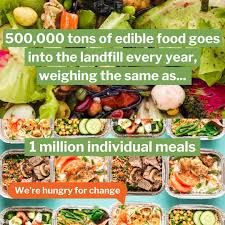 500,000 tons of edible food goes
into the landfill every year,
weighing the same as...
1 million individual meals
We're hungry for change